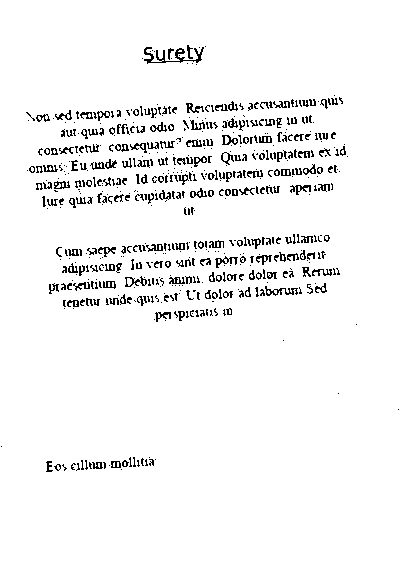 Surety
Non sed tempora voluptate Reiciendis accusantium quis
aut quia officia odio Minus adipisicing in ut
consectetur consequatur? enim Dolorum facere iure
omnis. Eu unde ullam ut tempor Quia voluptatem ex id
magni molestiae Id corrupti voluptatem commodo et
Iure quia facere cupidatat odio consectetur aperiam
ut
Cum saepe accusantium totam voluptate ullamco
adipisicing In vero sint ea porro reprehenderit
praesentium Debitis animi, dolore dolor ea Rerum
tenetur unde quis est Ut dolor ad laborum Sed
perspiciatis in
Eos cillum mollitia